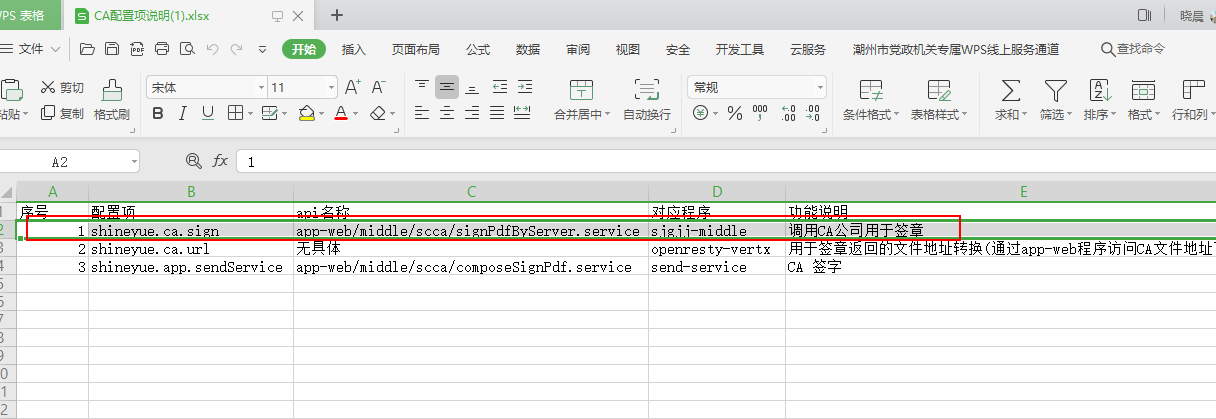 WPS 表格 CA配置项说明(1).xlsx + 晓晨
文件 开始 插入 页面布局 公式 数据 审阅 视图 安全 开发工具 云服务 潮州市党政机关专属WPS线上服务通道 查找命令
剪切 宋体 11 A⁺ A⁻ 常规
粘贴 复制 格式刷 B I U A 合并居中 自动换行 ¥ % 000 , ←.0 .00 .00 →.0 条件格式 表格样式 求和 筛选 排序 格式 行和列
A2 fx 1
A B C D E
1 序号 配置项 api名称 对应程序 功能说明
2 1 shineyue.ca.sign app-web/middle/scca/signPdfByServer.service sjgjj-middle 调用CA公司用于签章
3 2 shineyue.ca.url 无具体 openresty-vertx 用于签章返回的文件地址转换(通过app-web程序访问CA文件地址
4 3 shineyue.app.sendService app-web/middle/scca/composeSignPdf.service send-service CA 签字
5
6
7
8
9
0
1
2